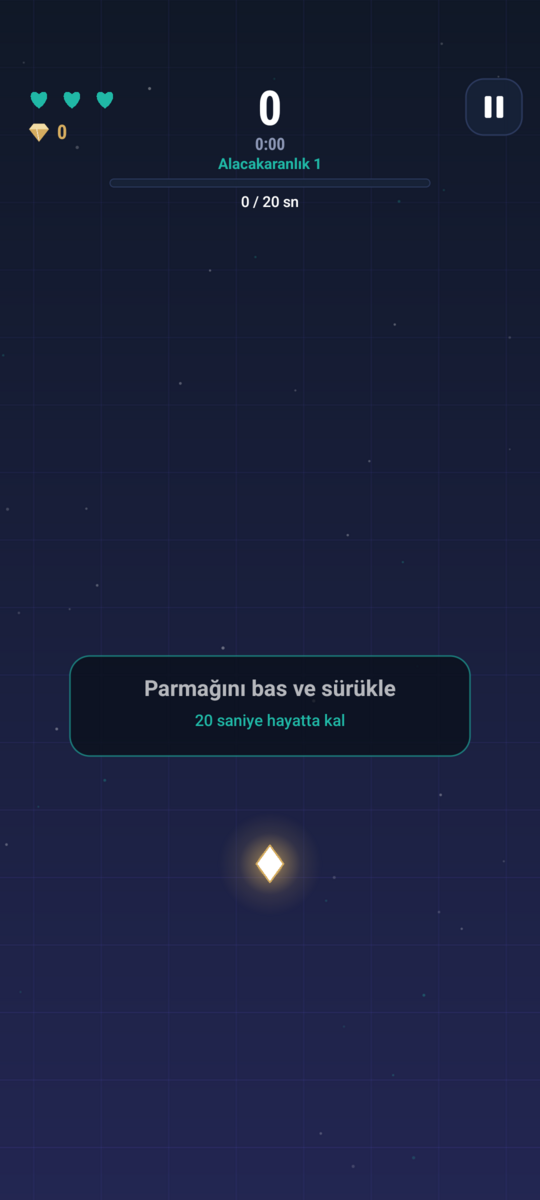 0
0
0:00
Alacakaranlık 1
0 / 20 sn
Parmağını bas ve sürükle
20 saniye hayatta kal